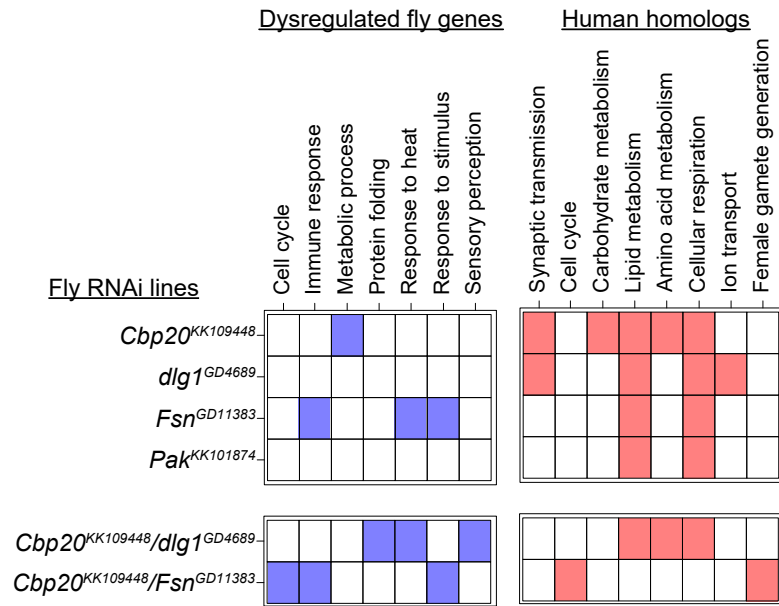 Dysregulated fly genes
Human homologs
Cell cycle
Immune response
Metabolic process
Protein folding
Response to heat
Response to stimulus
Sensory perception
Synaptic transmission
Cell cycle
Carbohydrate metabolism
Lipid metabolism
Amino acid metabolism
Cellular respiration
Ion transport
Female gamete generation
Fly RNAi lines
Cbp20KK109448
dlg1GD4689
FsnGD11383
PakKK101874
Cbp20KK109448/dlg1GD4689
Cbp20KK109448/FsnGD11383